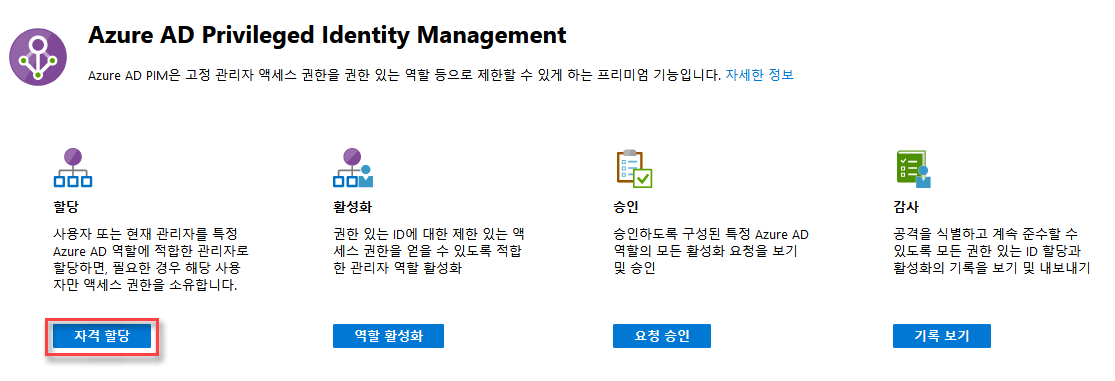 Azure AD Privileged Identity Management
Azure AD PIM은 고정 관리자 액세스 권한을 권한 있는 역할 등으로 제한할 수 있게 하는 프리미엄 기능입니다. 자세한 정보
할당
사용자 또는 현재 관리자를 특정
Azure AD 역할에 적합한 관리자로
할당하면, 필요한 경우 해당 사용
자만 액세스 권한을 소유합니다.
자격 할당
활성화
권한 있는 ID에 대한 제한 있는 액
세스 권한을 얻을 수 있도록 적합
한 관리자 역할 활성화
역할 활성화
승인
승인하도록 구성된 특정 Azure AD
역할의 모든 활성화 요청을 보기
및 승인
요청 승인
감사
공격을 식별하고 계속 준수할 수
있도록 모든 권한 있는 ID 할당과
활성화의 기록을 보기 및 내보내기
기록 보기